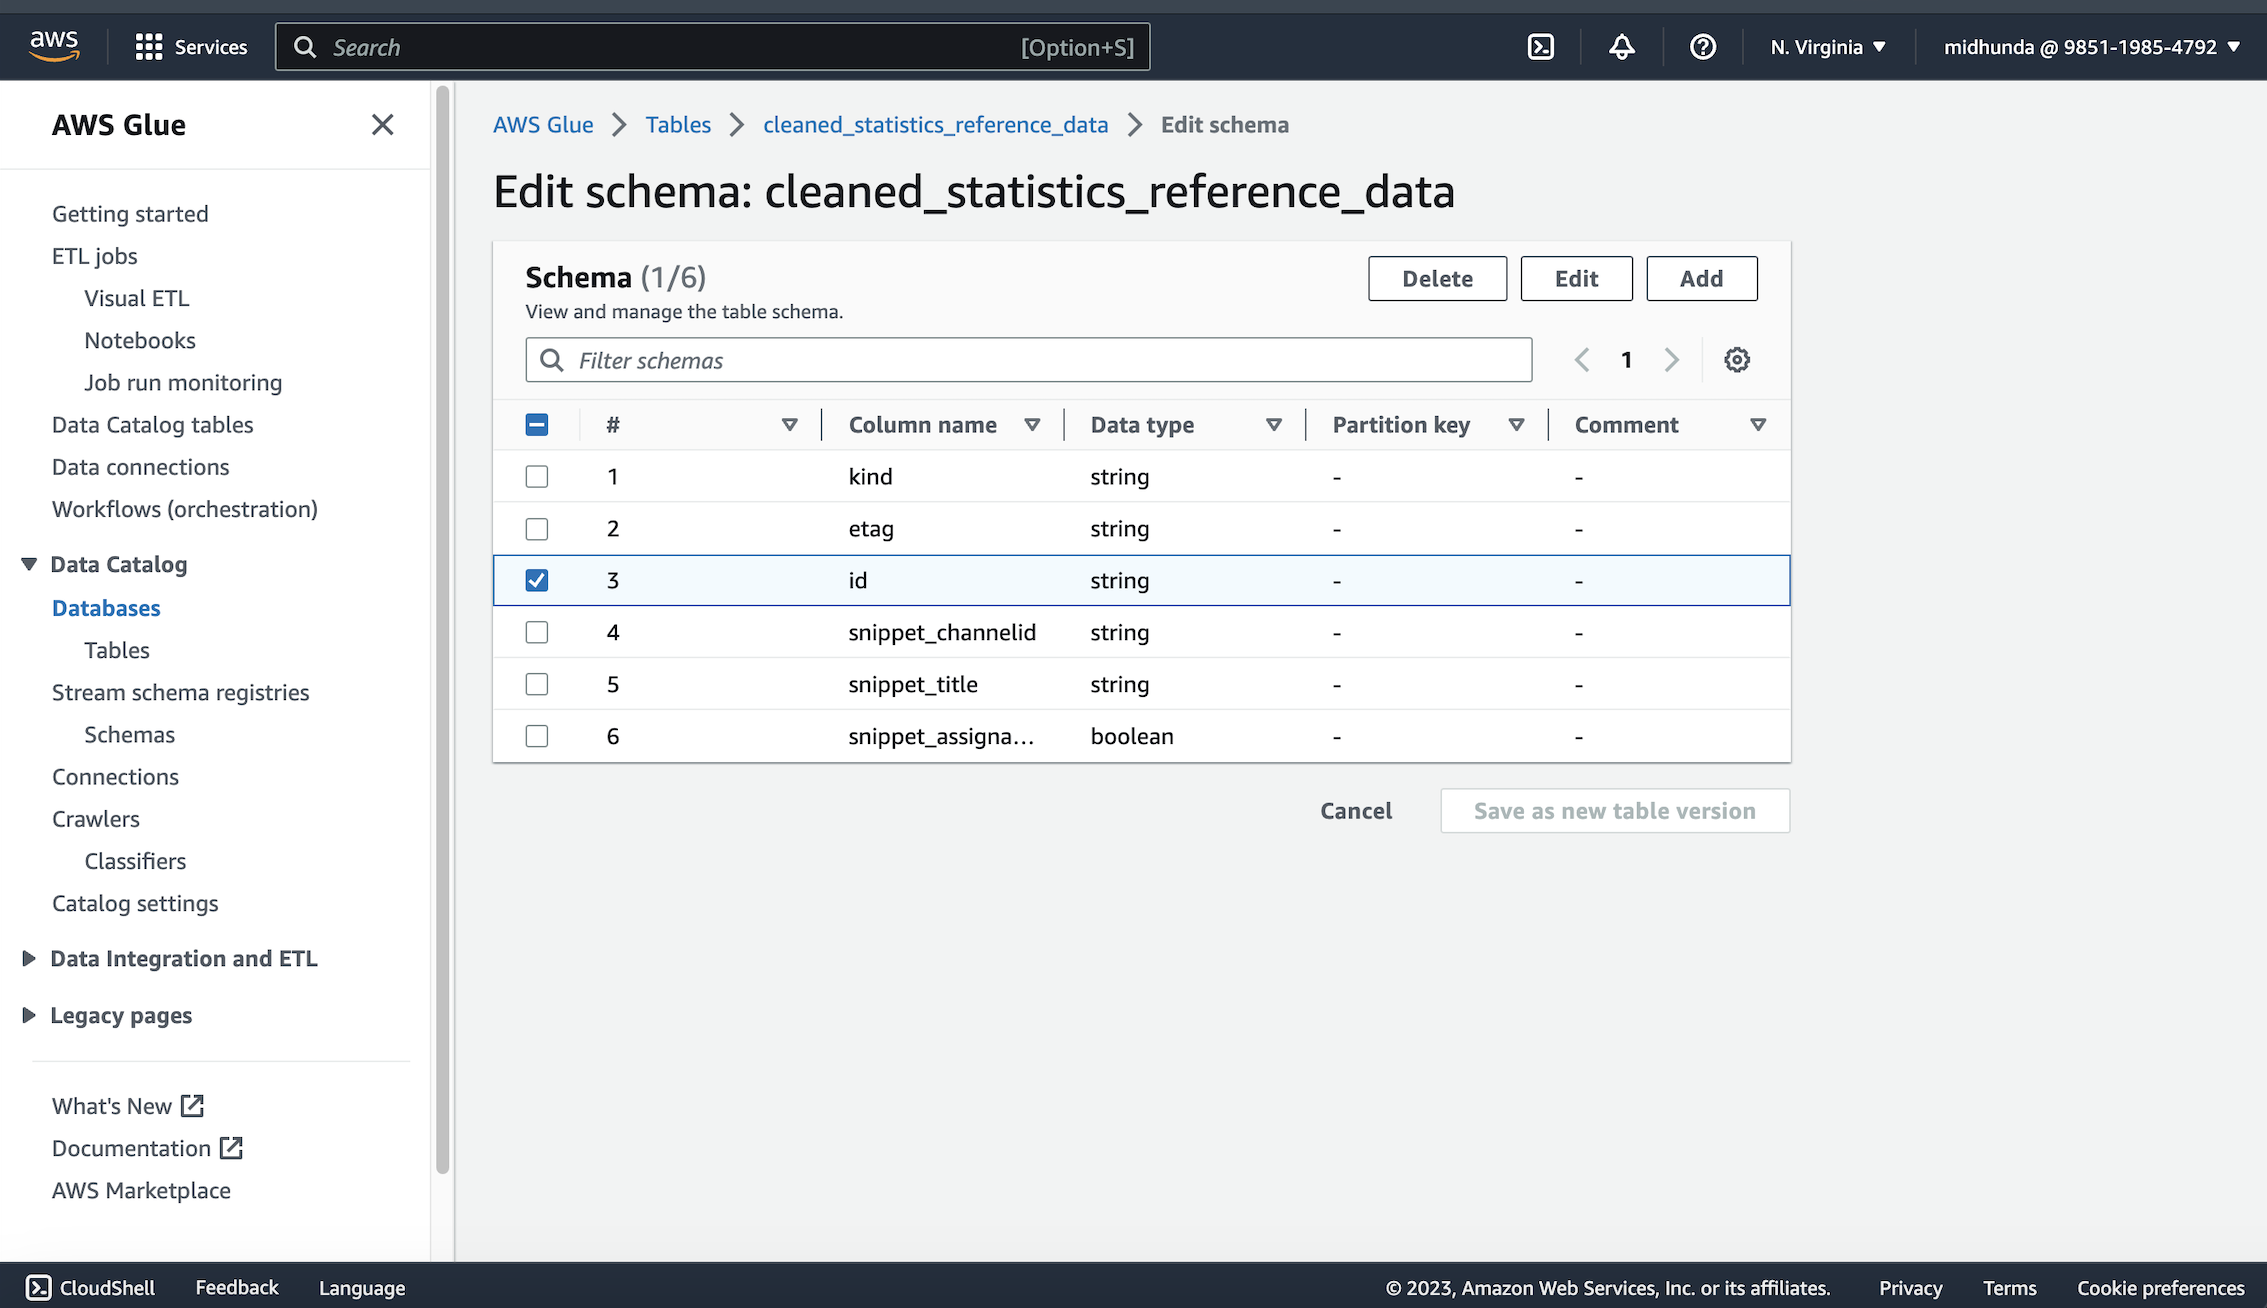 aws
Services
Search
[Option+S]
N. Virginia
midhunda @ 9851-1985-4792
AWS Glue
Getting started
ETL jobs
Visual ETL
Notebooks
Job run monitoring
Data Catalog tables
Data connections
Workflows (orchestration)
Data Catalog
Databases
Tables
Stream schema registries
Schemas
Connections
Crawlers
Classifiers
Catalog settings
Data Integration and ETL
Legacy pages
What's New
Documentation
AWS Marketplace
AWS Glue > Tables > cleaned_statistics_reference_data > Edit schema
Edit schema: cleaned_statistics_reference_data
Schema (1/6)
View and manage the table schema.
Delete
Edit
Add
Filter schemas
1
# Column name Data type Partition key Comment
1 kind string - -
2 etag string - -
3 id string - -
4 snippet_channelid string - -
5 snippet_title string - -
6 snippet_assigna... boolean - -
Cancel
Save as new table version
CloudShell Feedback Language © 2023, Amazon Web Services, Inc. or its affiliates. Privacy Terms Cookie preferences